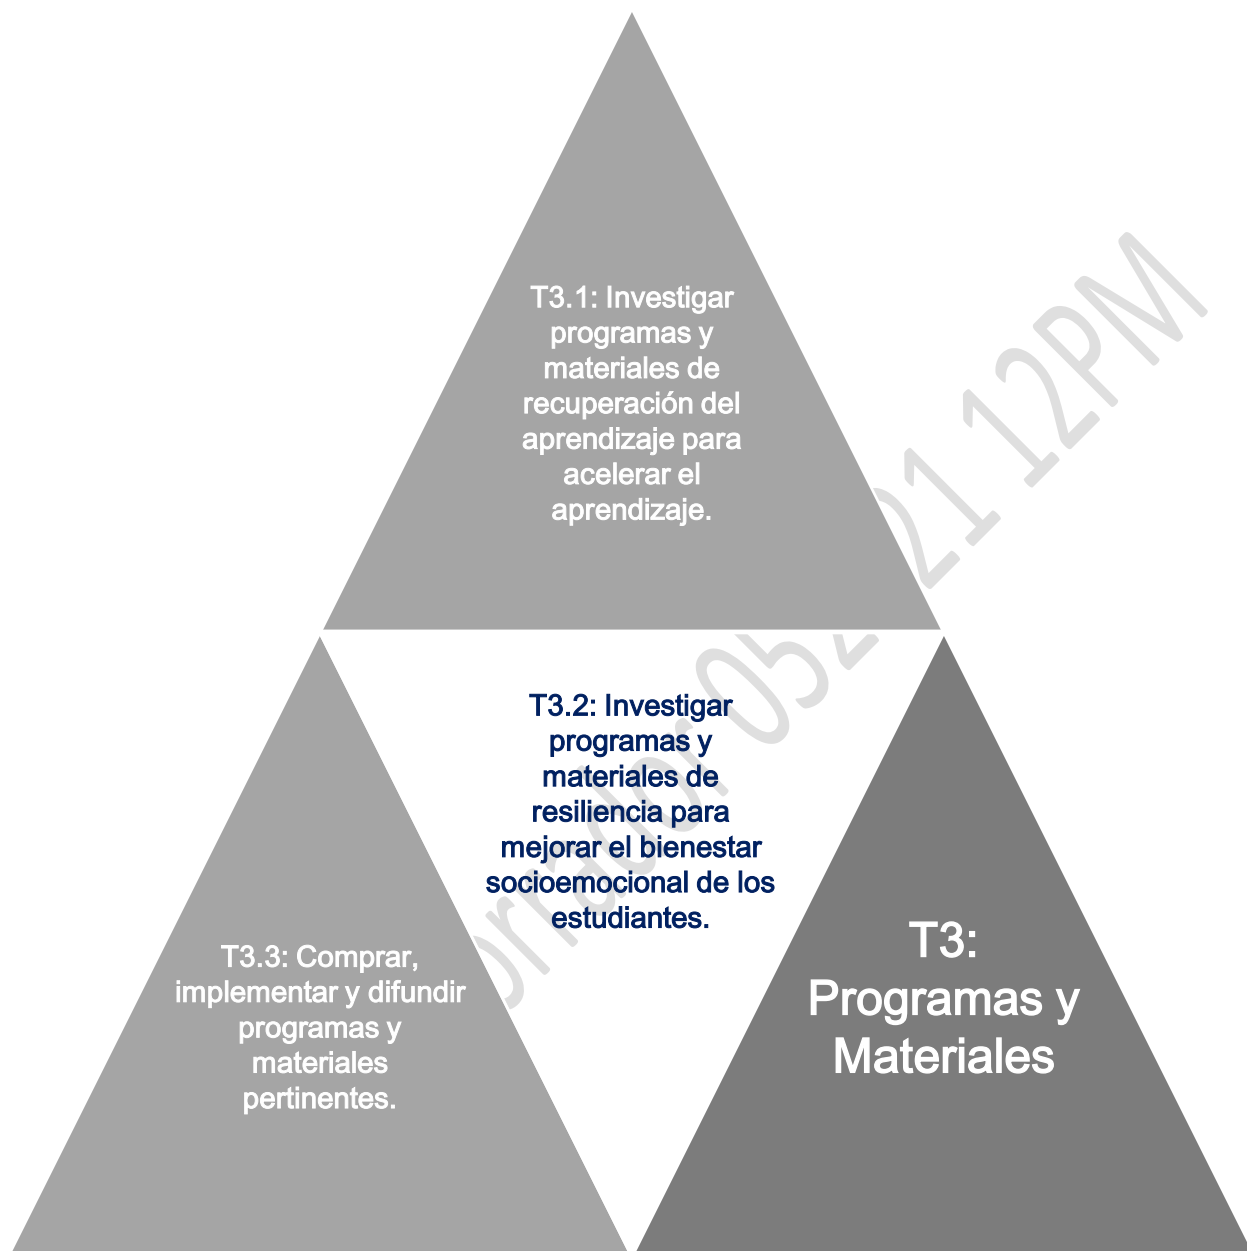 T3.1: Investigar
programas y
materiales de
recuperación del
aprendizaje para
acelerar el
aprendizaje.
T3.2: Investigar
programas y
materiales de
resiliencia para
mejorar el bienestar
socioemocional de los
estudiantes.
T3.3: Comprar,
implementar y difundir
programas y
materiales
pertinentes.
T3:
Programas y
Materiales
12PM